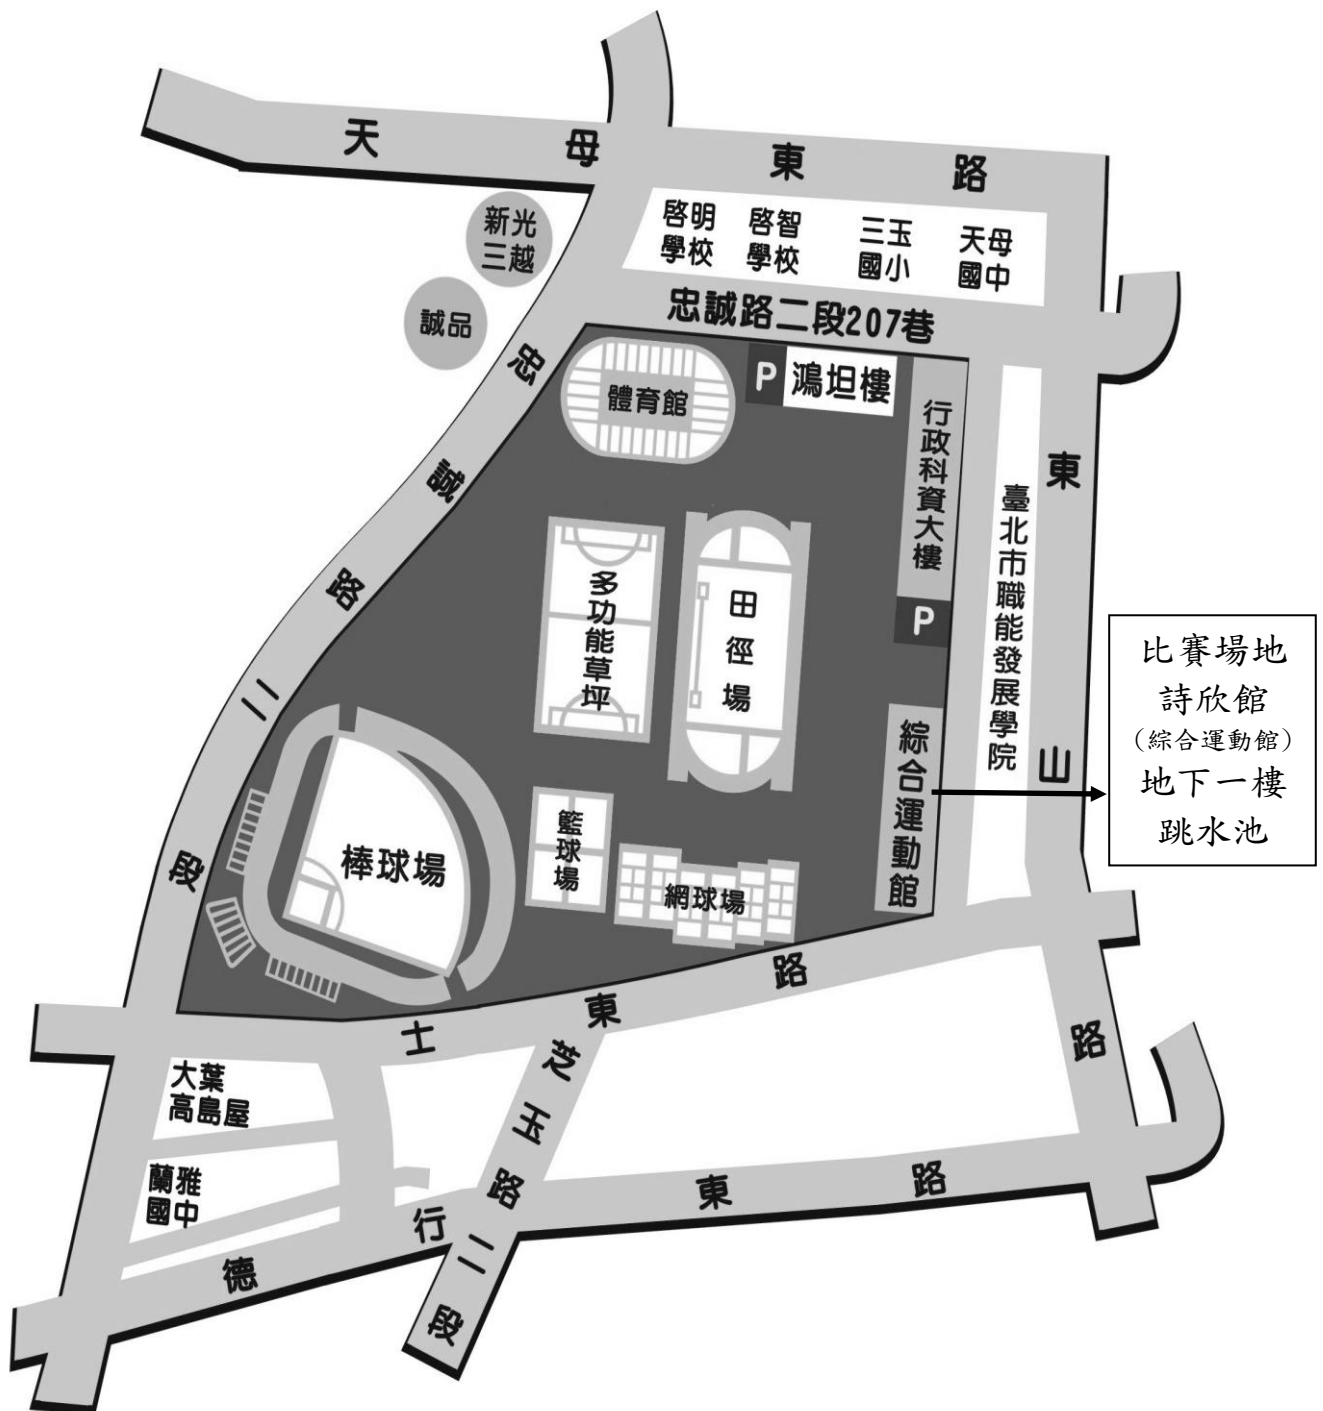 天母東路
新光
三越
誠品
啓明
學校
啓智
學校
三玉
國小
天母
國中
忠誠路二段207巷
忠誠路二段
體育館
P
鴻坦樓
行政科資大樓
P
臺北市職能發展學院
東山路
多功能草坪
田徑場
綜合運動館
比賽場地
詩欣館
（綜合運動館）
地下一樓
跳水池
棒球場
籃球場
網球場
士東路
芝玉路二段
大葉
高島屋
蘭雅
國中
德行東路